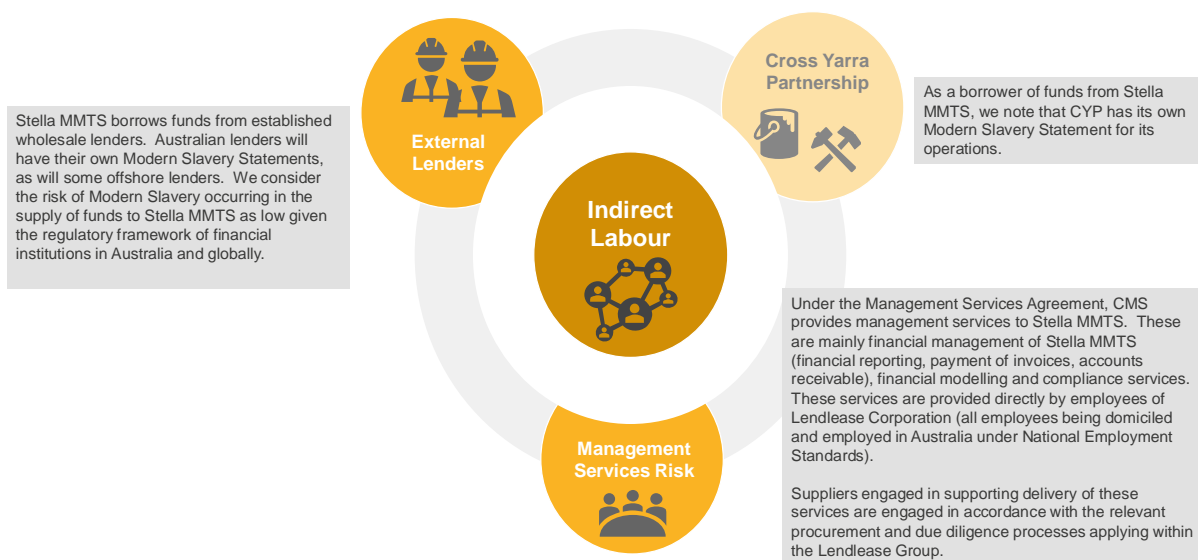 Stella MMTS borrows funds from established
wholesale lenders.  Australian lenders will
have their own Modern Slavery Statements,
as will some offshore lenders.  We consider
the risk of Modern Slavery occurring in the
supply of funds to Stella MMTS as low given
the regulatory framework of financial
institutions in Australia and globally.
External
Lenders
Cross Yarra
Partnership
As a borrower of funds from Stella
MMTS, we note that CYP has its own
Modern Slavery Statement for its
operations.
Indirect
Labour
Management
Services Risk
Under the Management Services Agreement, CMS
provides management services to Stella MMTS.  These
are mainly financial management of Stella MMTS
(financial reporting, payment of invoices, accounts
receivable), financial modelling and compliance services.
These services are provided directly by employees of
Lendlease Corporation (all employees being domiciled
and employed in Australia under National Employment
Standards).
Suppliers engaged in supporting delivery of these
services are engaged in accordance with the relevant
procurement and due diligence processes applying within
the Lendlease Group.